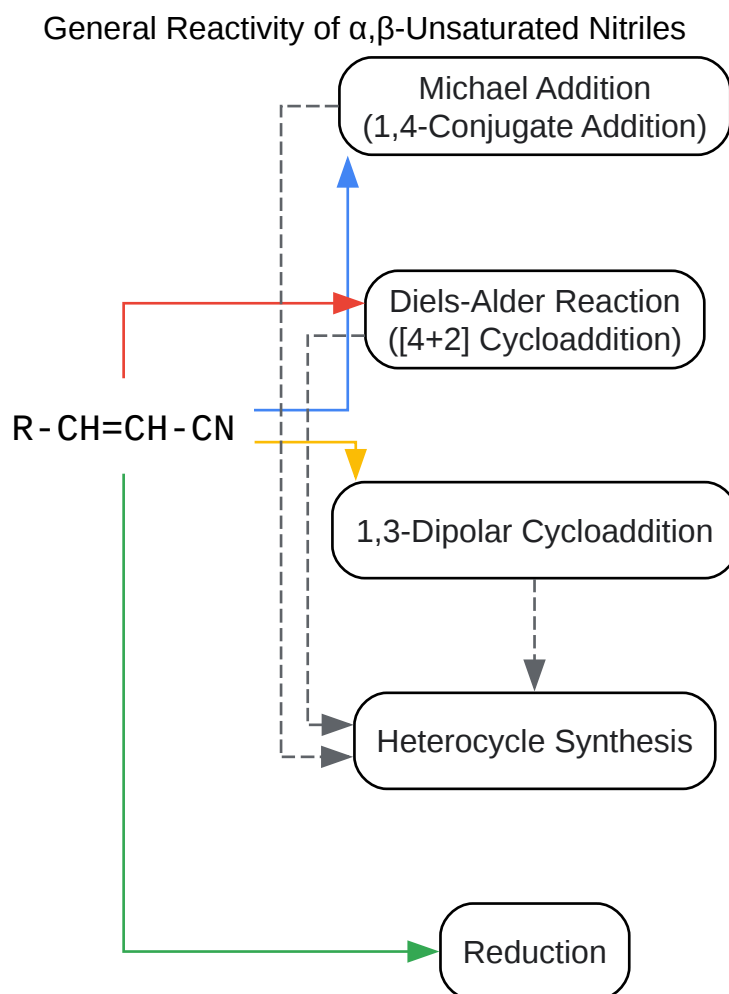 General Reactivity of α,β-Unsaturated Nitriles
Michael Addition
(1,4-Conjugate Addition)
Diels-Alder Reaction
([4+2] Cycloaddition)
R-CH=CH-CN
1,3-Dipolar Cycloaddition
Heterocycle Synthesis
Reduction